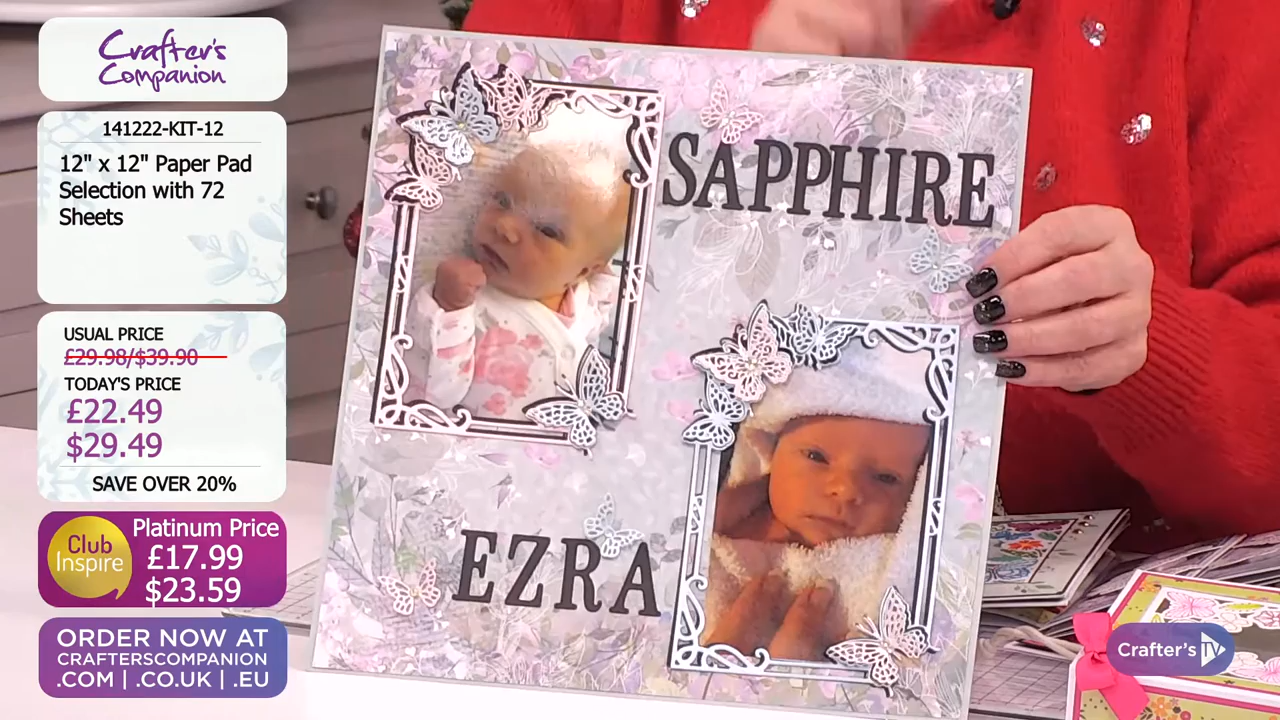 Crafter's
Companion
141222-KIT-12
12" x 12" Paper Pad
Selection with 72
Sheets
USUAL PRICE
£29.98/$39.90
TODAY'S PRICE
£22.49
$29.49
SAVE OVER 20%
Club
Inspire
Platinum Price
£17.99
$23.59
ORDER NOW AT
CRAFTERSCOMPANION
.COM | .CO.UK | .EU
SAPPHIRE
EZRA
Crafter's TV